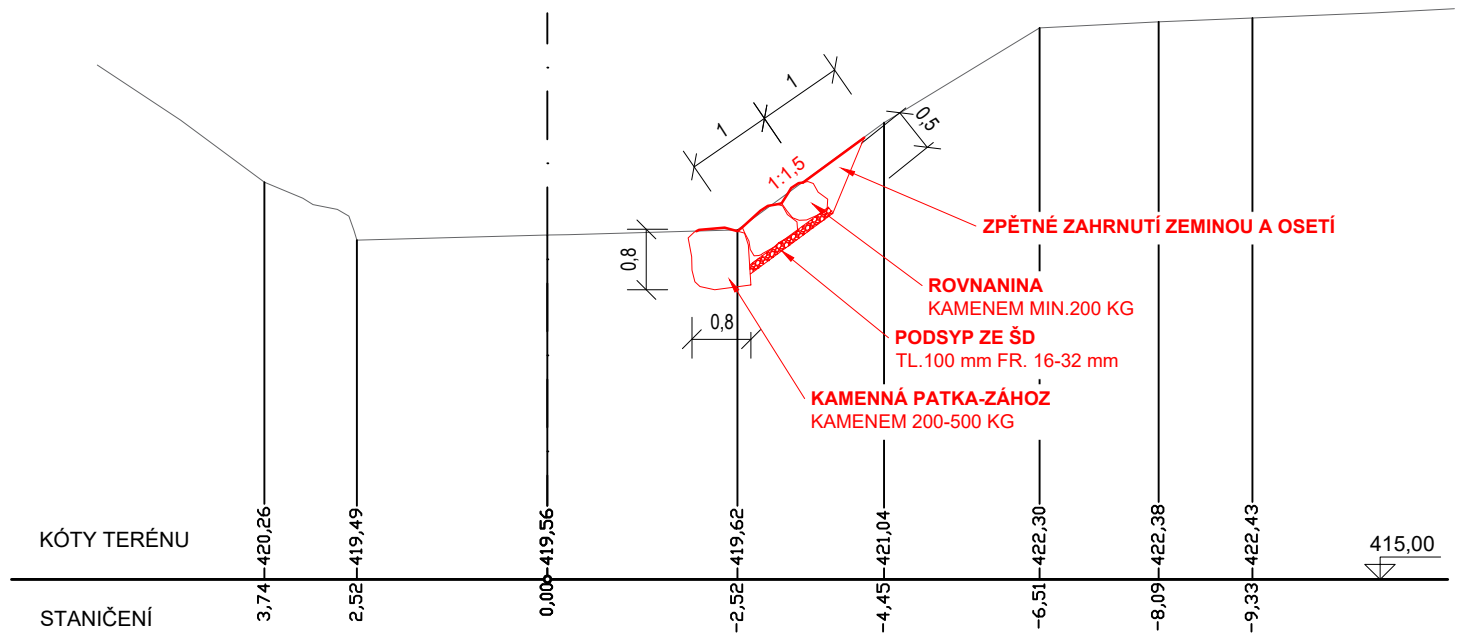 1
1
0,5
1:1,5
ZPĚTNÉ ZAHRNUTÍ ZEMINOU A OSETÍ
0,8
ROVNANINA
KAMENEM MIN.200 KG
0,8
PODSYP ZE ŠD
TL.100 mm FR. 16-32 mm
KAMENNÁ PATKA-ZÁHOZ
KAMENEM 200-500 KG
KÓTY TERÉNU
420,26
419,49
419,56
419,62
421,04
422,30
422,38
422,43
415,00
STANIČENÍ
3,74
2,52
0,00
-2,52
-4,45
-6,51
-8,09
-9,33